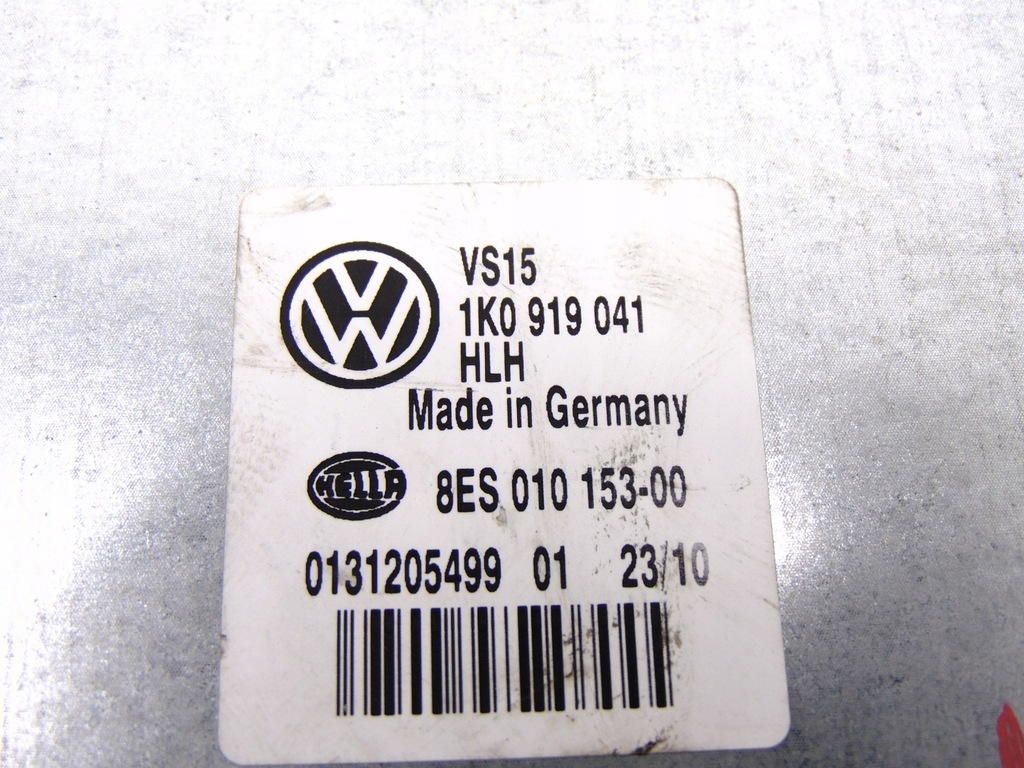 VS15
1K0 919 041
HLH
Made in Germany
HELLA 8ES 010 153-00
0131205499 01 23/10